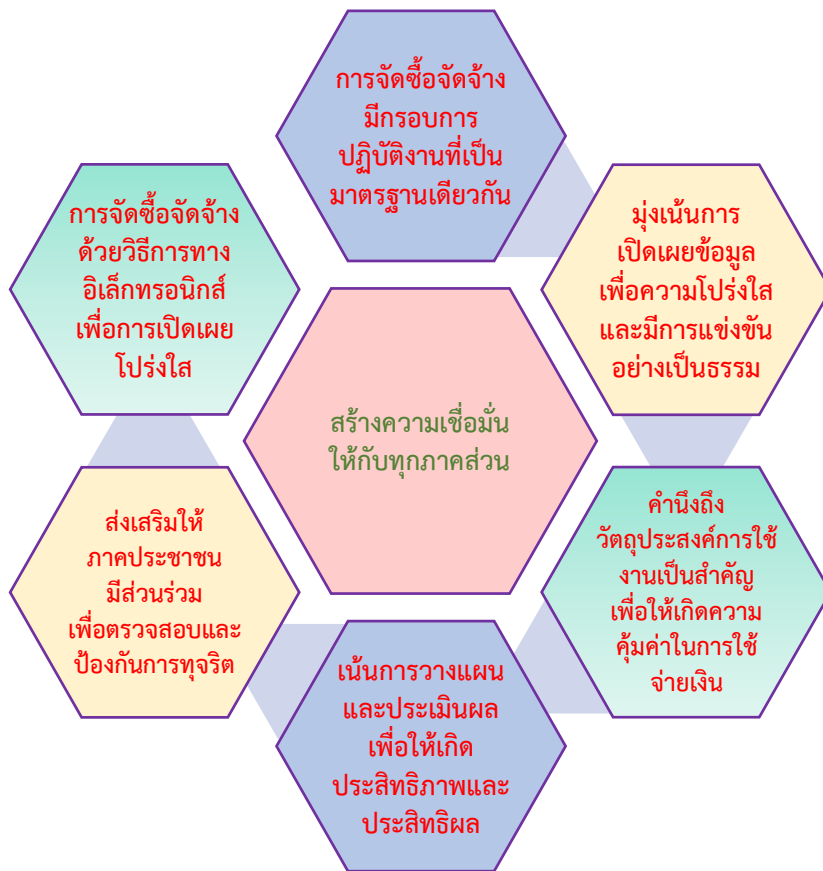 การจัดซื้อจัดจ้าง
มีกรอบการ
ปฏิบัติงานที่เป็น
มาตรฐานเดียวกัน
มุ่งเน้นการ
เปิดเผยข้อมูล
เพื่อความโปร่งใส
และมีการแข่งขัน
อย่างเป็นธรรม
คำนึงถึง
วัตถุประสงค์การใช้
งานเป็นสำคัญ
เพื่อให้เกิดความ
คุ้มค่าในการใช้
จ่ายเงิน
เน้นการวางแผน
และประเมินผล
เพื่อให้เกิด
ประสิทธิภาพและ
ประสิทธิผล
ส่งเสริมให้
ภาคประชาชน
มีส่วนร่วม
เพื่อตรวจสอบและ
ป้องกันการทุจริต
การจัดซื้อจัดจ้าง
ด้วยวิธีการทาง
อิเล็กทรอนิกส์
เพื่อการเปิดเผย
โปร่งใส
สร้างความเชื่อมั่น
ให้กับทุกภาคส่วน